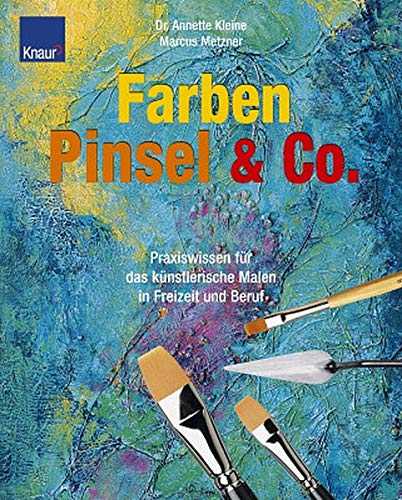 Dr. Annette Kleine
Marcus Metzner
Knaur
Farben
Pinsel & Co.
Praxiswissen für
das künstlerische Malen
in Freizeit und Beruf